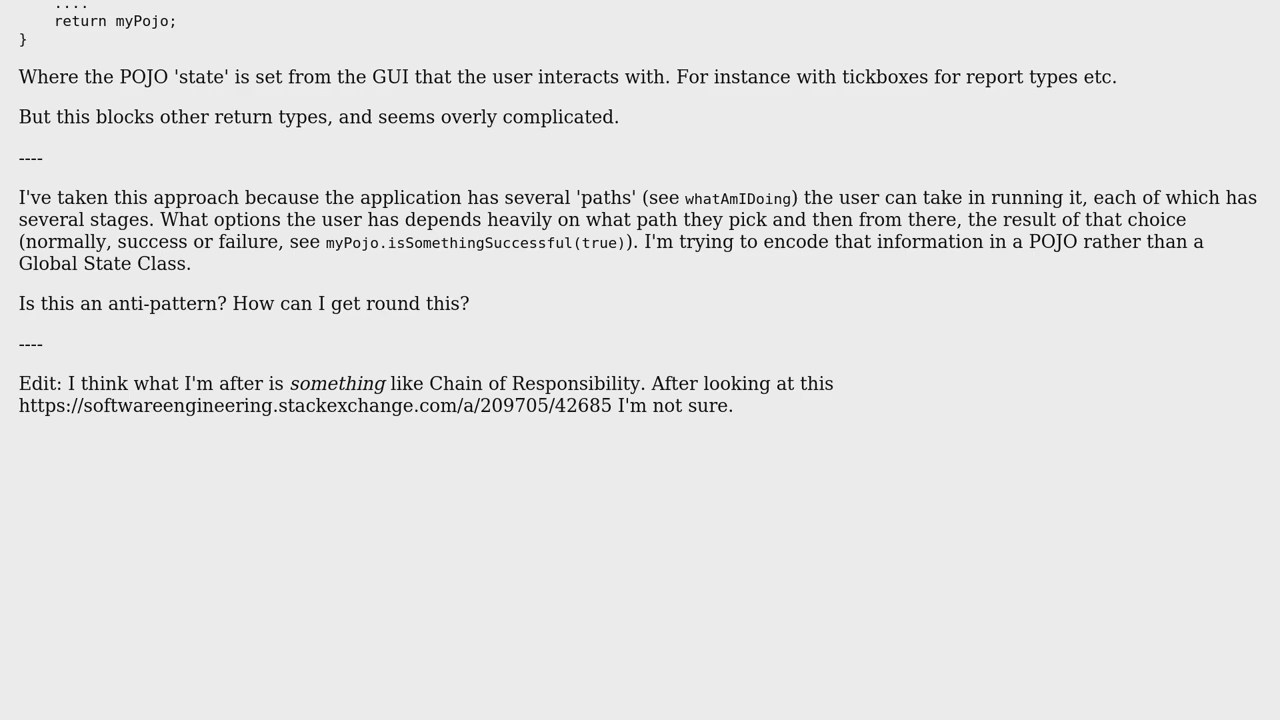 ....
return myPojo;
}
Where the POJO 'state' is set from the GUI that the user interacts with. For instance with tickboxes for report types etc.
But this blocks other return types, and seems overly complicated.
----
I've taken this approach because the application has several 'paths' (see whatAmIDoing) the user can take in running it, each of which has
several stages. What options the user has depends heavily on what path they pick and then from there, the result of that choice
(normally, success or failure, see myPojo.isSomethingSuccessful(true)). I'm trying to encode that information in a POJO rather than a
Global State Class.
Is this an anti-pattern? How can I get round this?
----
Edit: I think what I'm after is something like Chain of Responsibility. After looking at this
https://softwareengineering.stackexchange.com/a/209705/42685 I'm not sure.